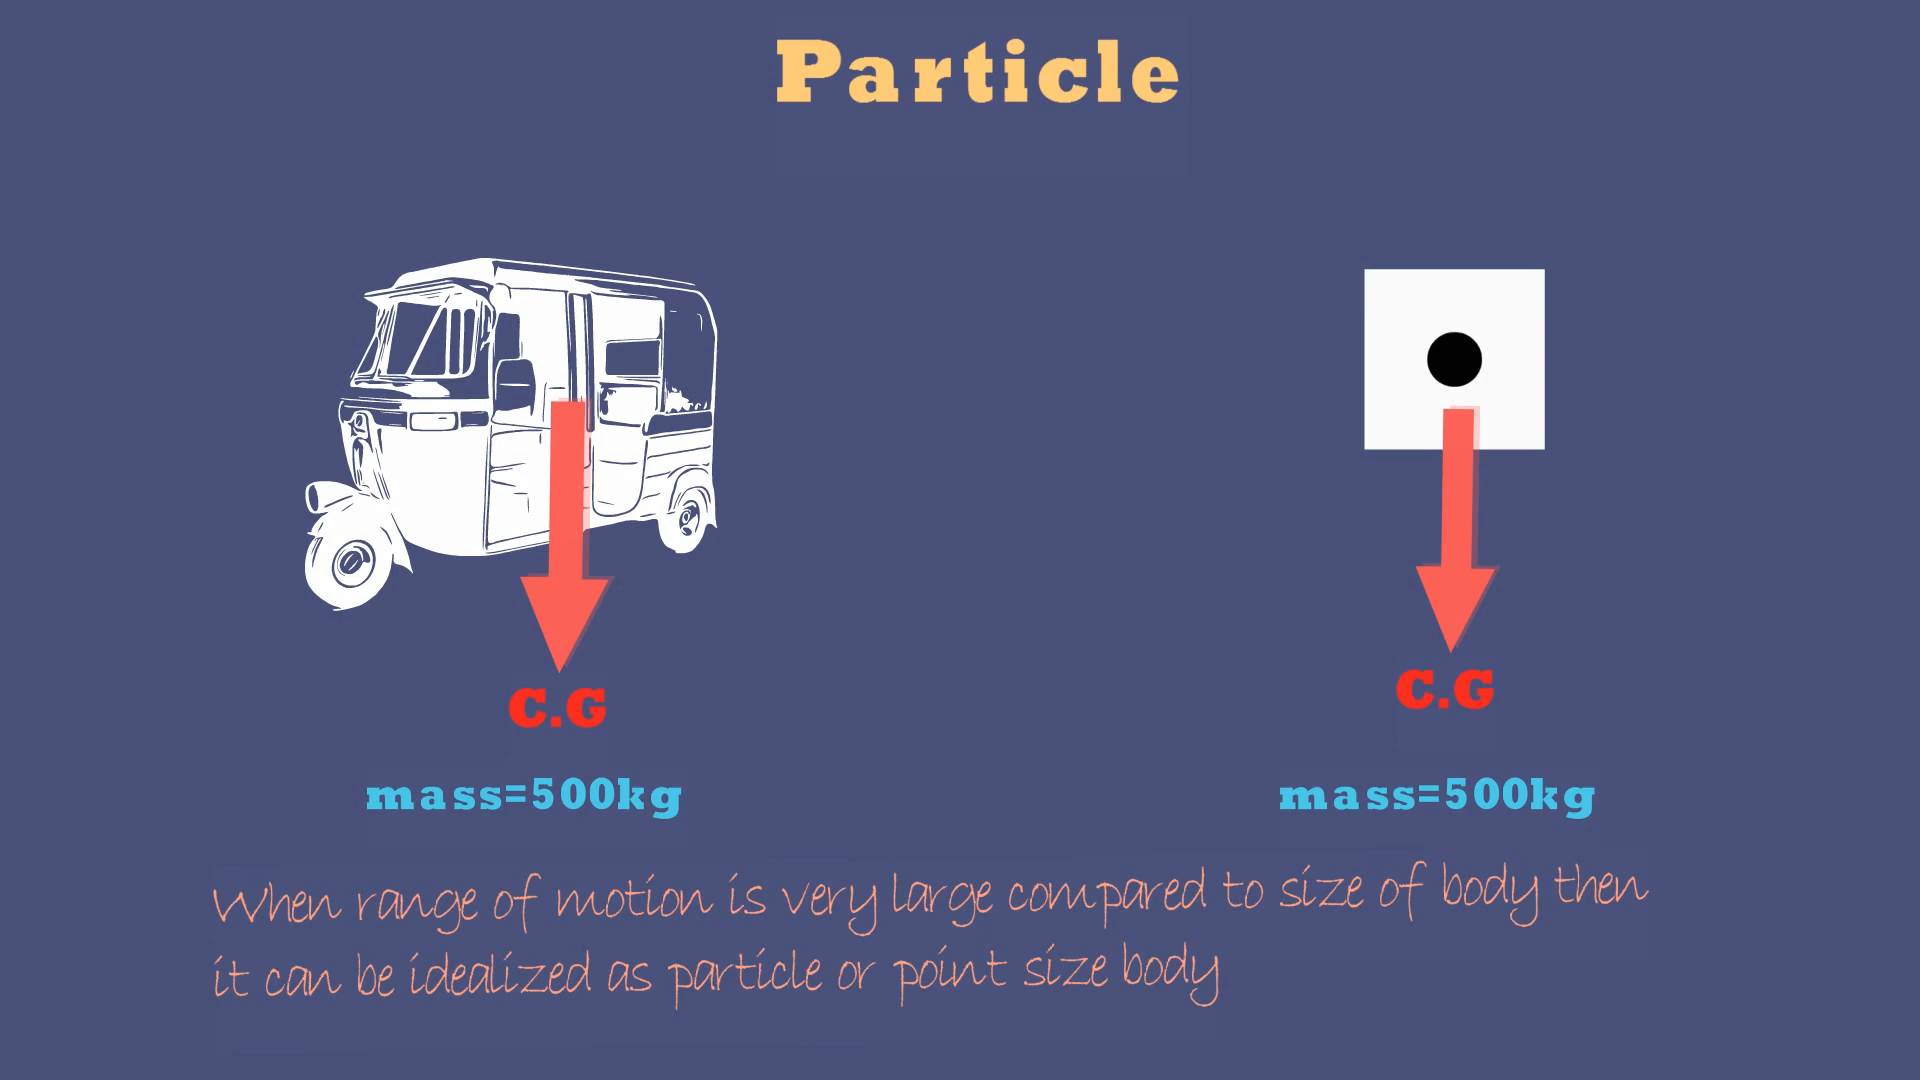 Particle
C.G
C.G
mass=500kg
mass=500kg
When range of motion is very large compared to size of body then
it can be idealized as particle or point size body